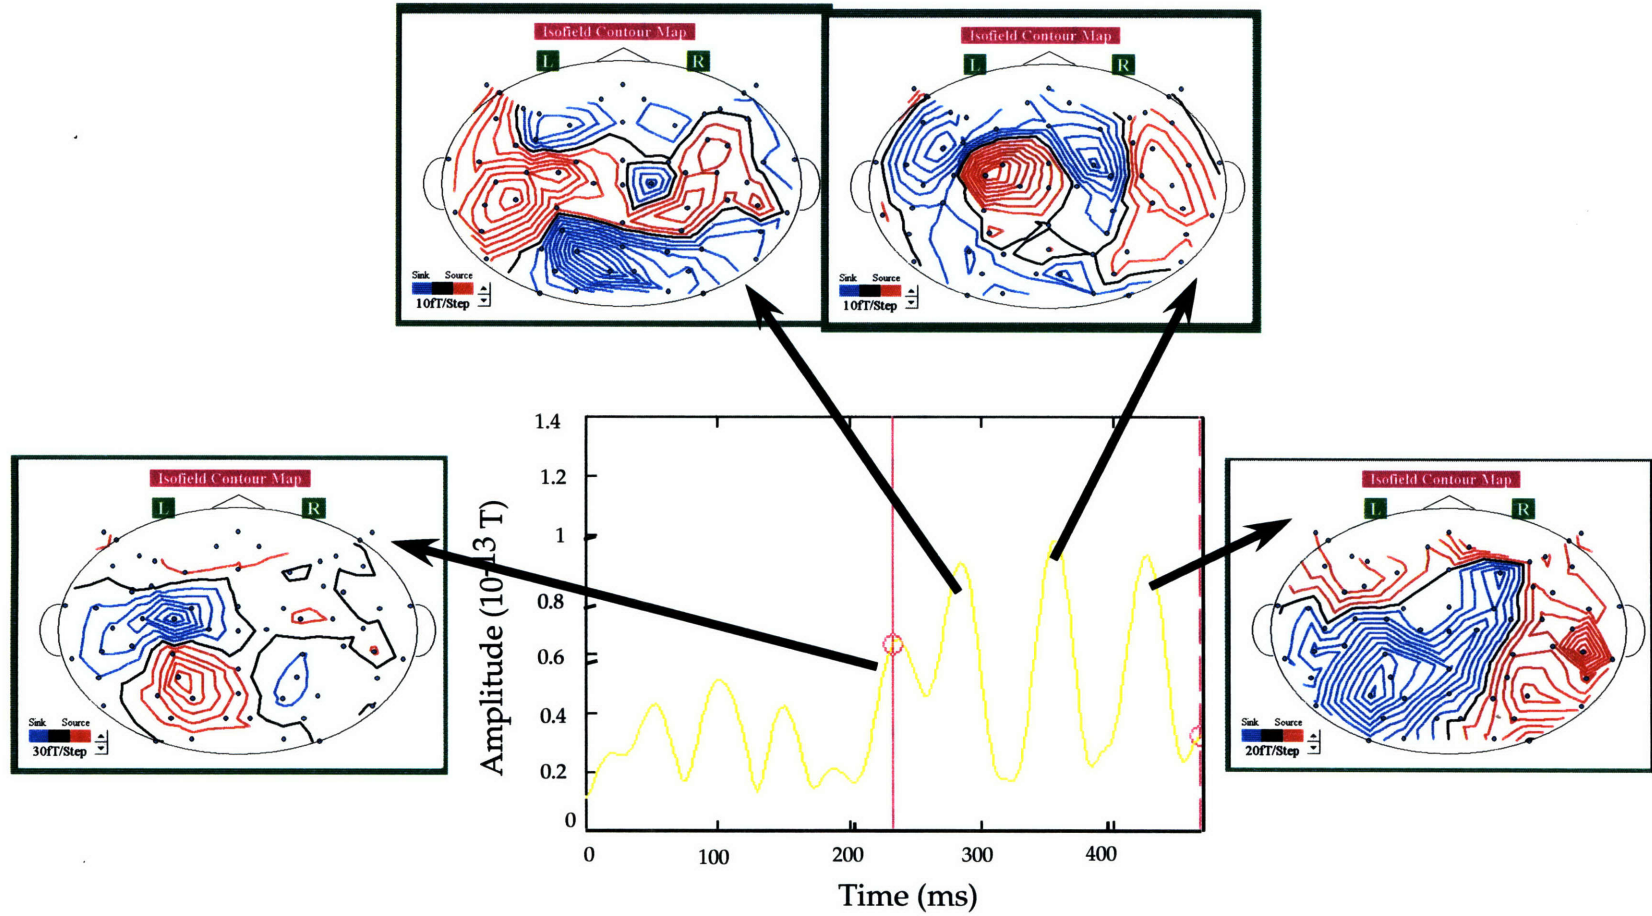 Isofield Contour Map
L R
Sink Source
10fT/Step
Isofield Contour Map
L R
Sink Source
10fT/Step
Isofield Contour Map
L R
Sink Source
30fT/Step
1.4
1.2
1
0.8
0.6
0.4
0.2
0
Amplitude (10-13 T)
0 100 200 300 400
Time (ms)
Isofield Contour Map
L R
Sink Source
20fT/Step